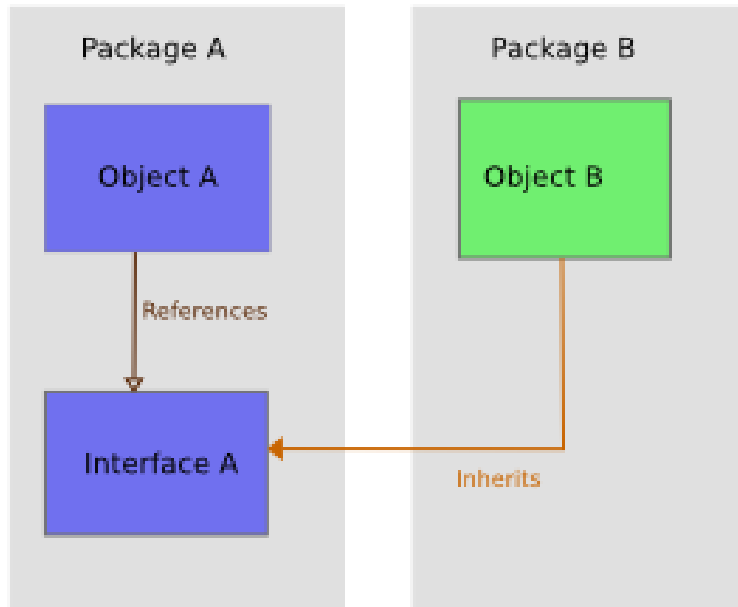 Package A
Package B
Object A
Object B
References
Interface A
Inherits